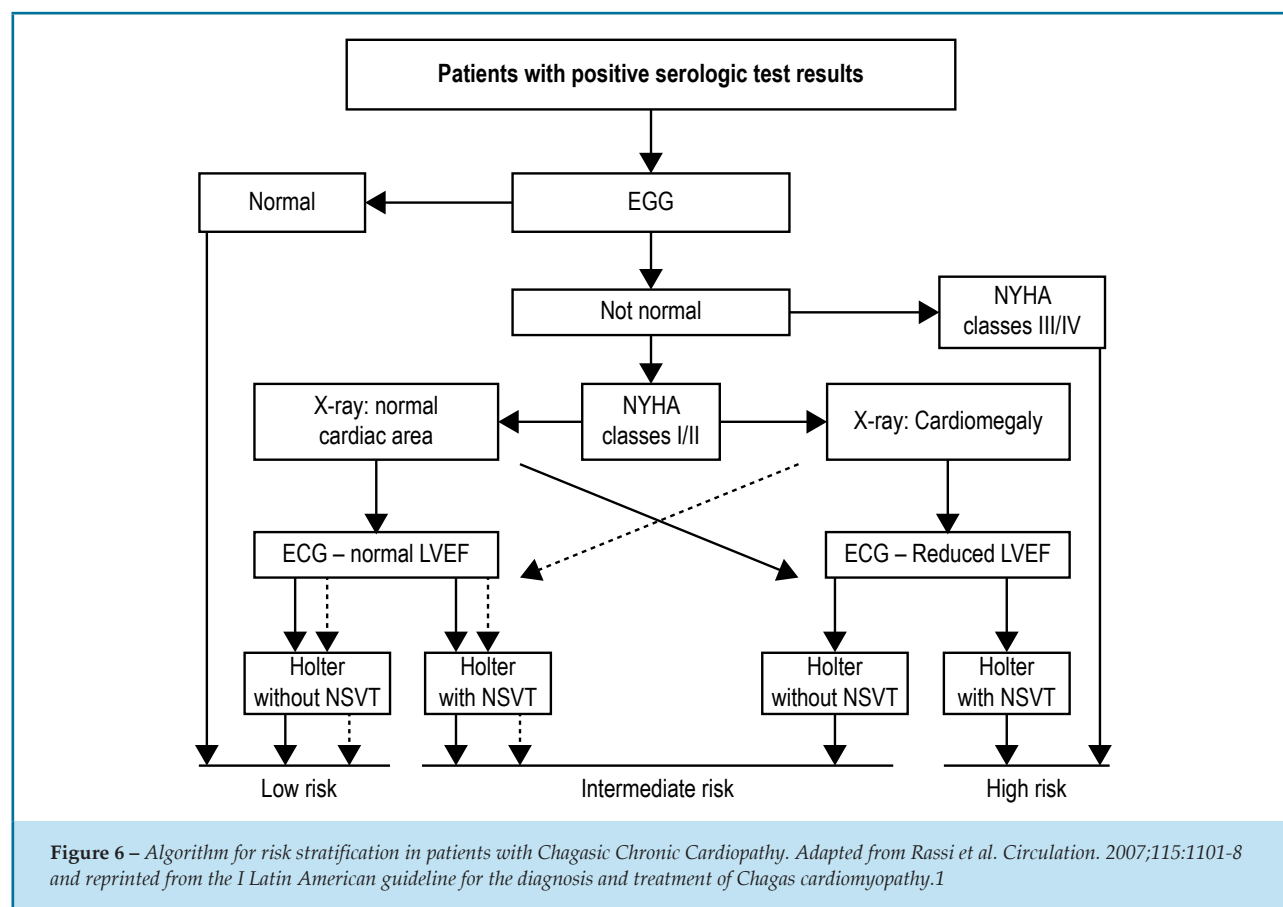 Patients with positive serologic test results
Normal
EGG
Not normal
NYHA
classes III/IV
X-ray: normal
cardiac area
NYHA
classes I/II
X-ray: Cardiomegaly
ECG – normal LVEF
ECG – Reduced LVEF
Holter
without NSVT
Holter
with NSVT
Holter
without NSVT
Holter
with NSVT
Low risk
Intermediate risk
High risk
Figure 6 – Algorithm for risk stratification in patients with Chagasic Chronic Cardiopathy. Adapted from Rassi et al. Circulation. 2007;115:1101-8
and reprinted from the I Latin American guideline for the diagnosis and treatment of Chagas cardiomyopathy.1